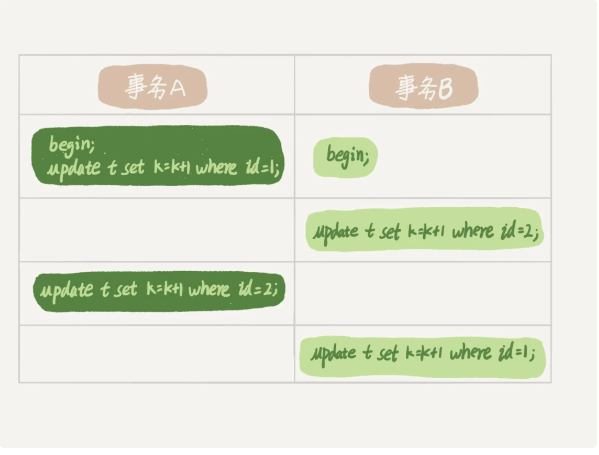 事务A
事务B
begin;
update t set k=k+1 where id=1;
begin;
update t set k=k+1 where id=2;
update t set k=k+1 where id=2;
update t set k=k+1 where id=1;